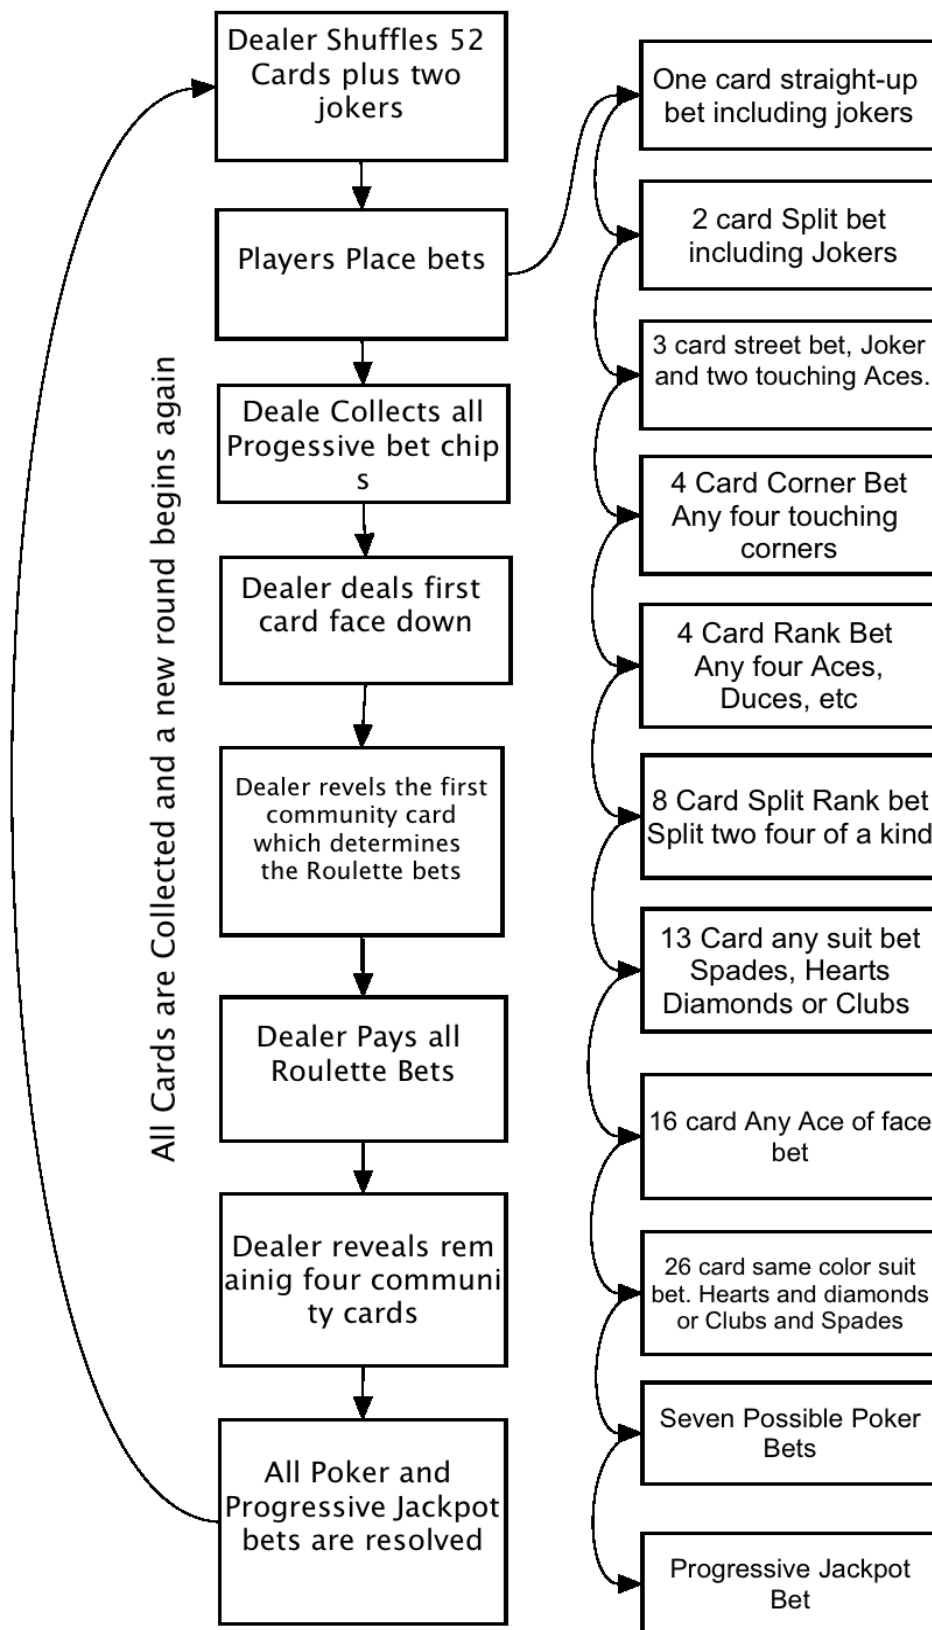 Dealer Shuffles 52
Cards plus two
jokers
Players Place bets
Deale Collects all
Progessive bet chip
s
Dealer deals first
card face down
Dealer revels the first
community card
which determines
the Roulette bets
Dealer Pays all
Roulette Bets
Dealer reveals rem
ainig four communi
ty cards
All Poker and
Progressive Jackpot
bets are resolved
All Cards are Collected and a new round begins again
One card straight-up
bet including jokers
2 card Split bet
including Jokers
3 card street bet, Joker
and two touching Aces.
4 Card Corner Bet
Any four touching
corners
4 Card Rank Bet
Any four Aces,
Duces, etc
8 Card Split Rank bet
Split two four of a kind
13 Card any suit bet
Spades, Hearts
Diamonds or Clubs
16 card Any Ace of face
bet
26 card same color suit
bet. Hearts and diamonds
or Clubs and Spades
Seven Possible Poker
Bets
Progressive Jackpot
Bet